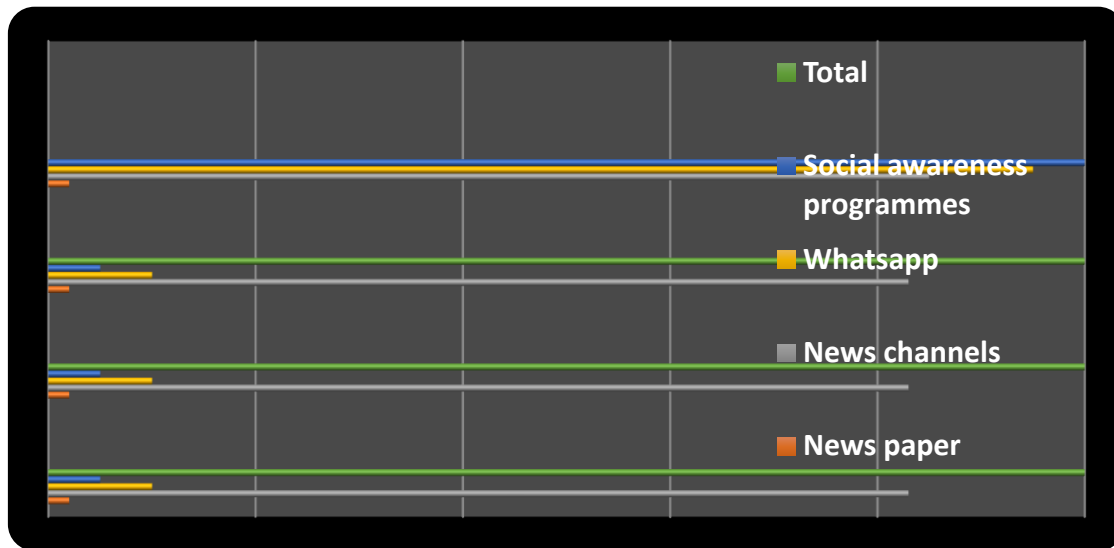 Total
Social awareness
programmes
Whatsapp
News channels
News paper